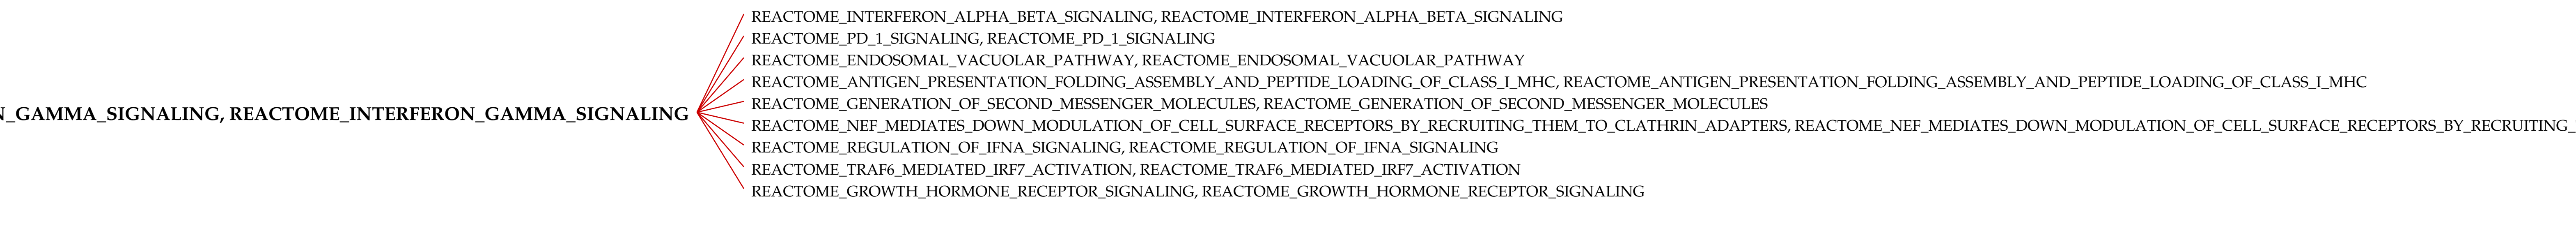 REACTOME_INTERFERON_ALPHA_BETA_SIGNALING, REACTOME_INTERFERON_ALPHA_BETA_SIGNALING
REACTOME_PD_1_SIGNALING, REACTOME_PD_1_SIGNALING
REACTOME_ENDOSOMAL_VACUOLAR_PATHWAY, REACTOME_ENDOSOMAL_VACUOLAR_PATHWAY
REACTOME_ANTIGEN_PRESENTATION_FOLDING_ASSEMBLY_AND_PEPTIDE_LOADING_OF_CLASS_I_MHC, REACTOME_ANTIGEN_PRESENTATION_FOLDING_ASSEMBLY_AND_PEPTIDE_LOADING_OF_CLASS_I_MHC
REACTOME_GENERATION_OF_SECOND_MESSENGER_MOLECULES, REACTOME_GENERATION_OF_SECOND_MESSENGER_MOLECULES
N_GAMMA_SIGNALING, REACTOME_INTERFERON_GAMMA_SIGNALING
REACTOME_NEF_MEDIATES_DOWN_MODULATION_OF_CELL_SURFACE_RECEPTORS_BY_RECRUITING_THEM_TO_CLATHRIN_ADAPTERS, REACTOME_NEF_MEDIATES_DOWN_MODULATION_OF_CELL_SURFACE_RECEPTORS_BY_RECRUITING_
REACTOME_REGULATION_OF_IFNA_SIGNALING, REACTOME_REGULATION_OF_IFNA_SIGNALING
REACTOME_TRAF6_MEDIATED_IRF7_ACTIVATION, REACTOME_TRAF6_MEDIATED_IRF7_ACTIVATION
REACTOME_GROWTH_HORMONE_RECEPTOR_SIGNALING, REACTOME_GROWTH_HORMONE_RECEPTOR_SIGNALING